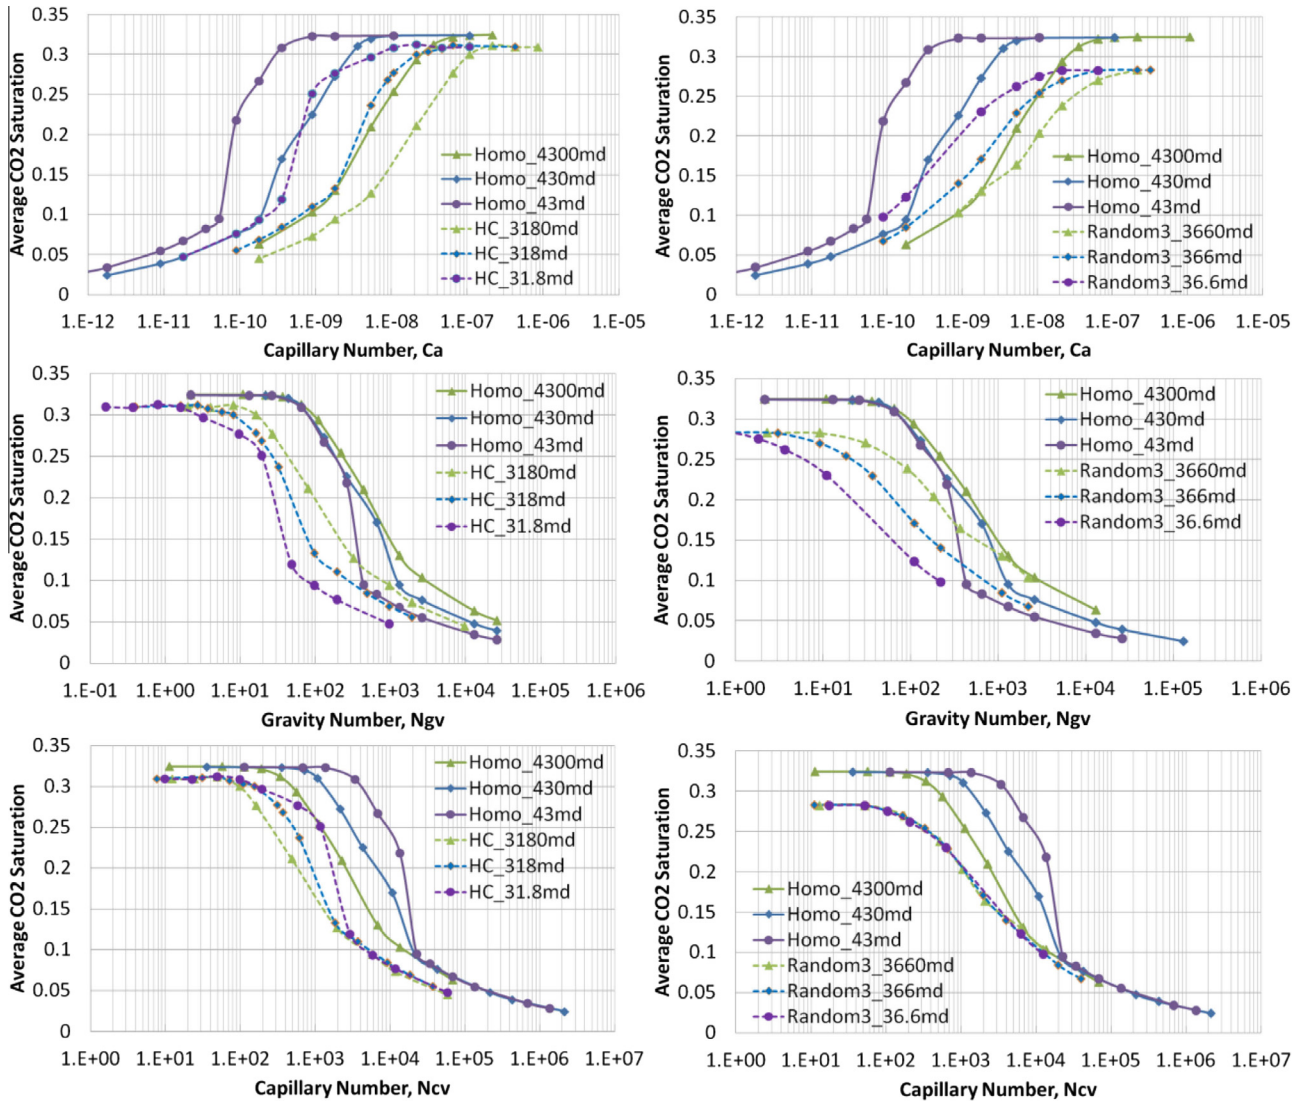 0.35
0.3
0.25
0.2
0.15
0.1
0.05
0
Average CO2 Saturation
Homo_4300md
Homo_430md
Homo_43md
HC_3180md
HC_318md
HC_31.8md
1.E-12 1.E-11 1.E-10 1.E-09 1.E-08 1.E-07 1.E-06 1.E-05
Capillary Number, Ca
0.35
0.3
0.25
0.2
0.15
0.1
0.05
0
Average CO2 Saturation
Homo_4300md
Homo_430md
Homo_43md
Random3_3660md
Random3_366md
Random3_36.6md
1.E-12 1.E-11 1.E-10 1.E-09 1.E-08 1.E-07 1.E-06 1.E-05
Capillary Number, Ca
0.35
0.3
0.25
0.2
0.15
0.1
0.05
0
Average CO2 Saturation
Homo_4300md
Homo_430md
Homo_43md
HC_3180md
HC_318md
HC_31.8md
1.E-01 1.E+00 1.E+01 1.E+02 1.E+03 1.E+04 1.E+05 1.E+06
Gravity Number, Ngv
0.35
0.3
0.25
0.2
0.15
0.1
0.05
0
Average CO2 Saturation
Homo_4300md
Homo_430md
Homo_43md
Random3_3660md
Random3_366md
Random3_36.6md
1.E+00 1.E+01 1.E+02 1.E+03 1.E+04 1.E+05 1.E+06
Gravity Number, Ngv
0.35
0.3
0.25
0.2
0.15
0.1
0.05
0
Average CO2 Saturation
Homo_4300md
Homo_430md
Homo_43md
HC_3180md
HC_318md
HC_31.8md
1.E+00 1.E+01 1.E+02 1.E+03 1.E+04 1.E+05 1.E+06 1.E+07
Capillary Number, Ncv
0.35
0.3
0.25
0.2
0.15
0.1
0.05
0
Average CO2 Saturation
Homo_4300md
Homo_430md
Homo_43md
Random3_3660md
Random3_366md
Random3_36.6md
1.E+00 1.E+01 1.E+02 1.E+03 1.E+04 1.E+05 1.E+06 1.E+07
Capillary Number, Ncv